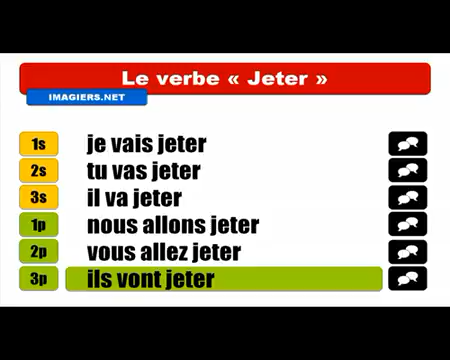 Le verbe « Jeter »
IMAGIERS.NET
1s je vais jeter
2s tu vas jeter
3s il va jeter
1p nous allons jeter
2p vous allez jeter
3p ils vont jeter